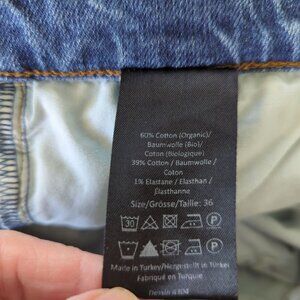 60% Cotton (Organic)/
Baumwolle (Bio)/
Coton (Biologique)
39% Cotton / Baumwolle /
Coton
1% Elastane / Elasthan /
Élasthanne
Size/Grösse/Taille: 36
30 P
P
Made in Turkey/Hergestellt in Türkei
Fabriqué en Turquie